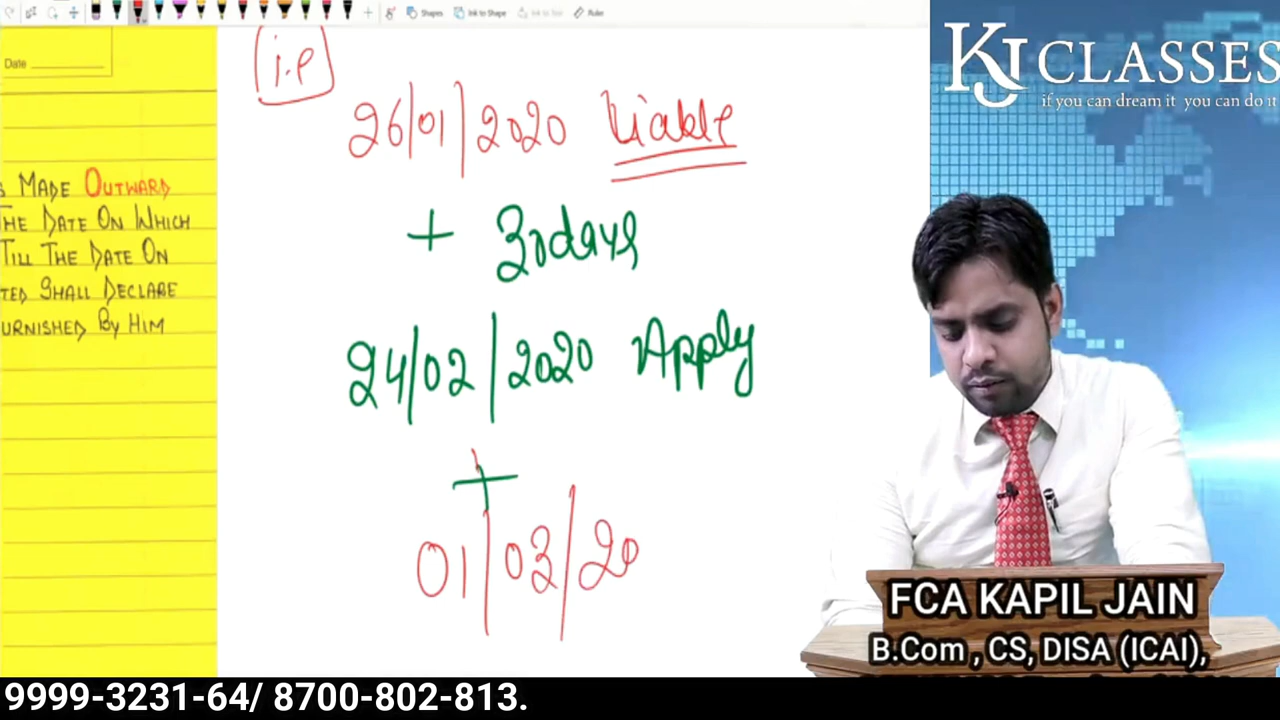 Shapes Ink to Shape Ink to Text Ruler
Date
S MADE OUTWARD
THE DATE ON WHICH
TILL THE DATE ON
TED SHALL DECLARE
URNISHED BY HIM
i.e
26/01/2020 Liable
+ 30days
24/02/2020 Apply
+
01/03/20
KJ CLASSES
if you can dream it you can do it
FCA KAPIL JAIN
B.Com , CS, DISA (ICAI),
9999-3231-64/ 8700-802-813.